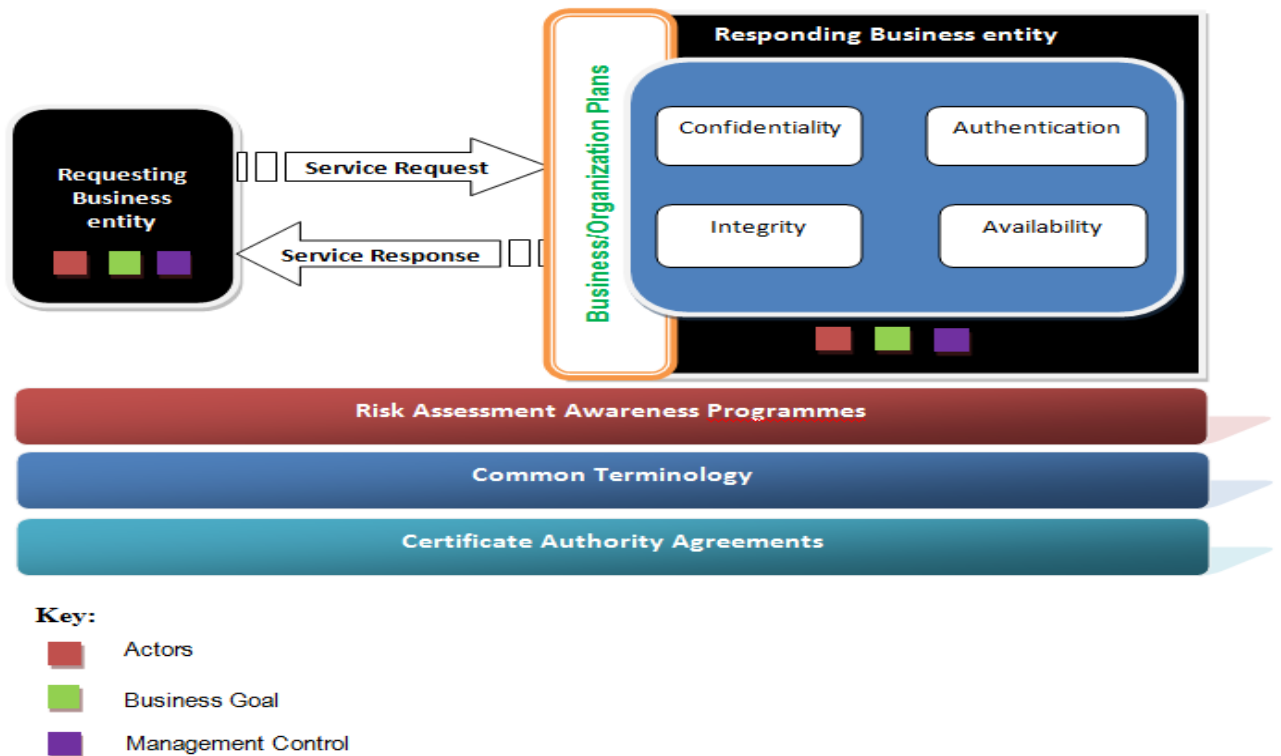 Responding Business entity
Business/Organization Plans
Confidentiality
Authentication
Integrity
Availability
Requesting
Business
entity
Service Request
Service Response
Risk Assessment Awareness Programmes
Common Terminology
Certificate Authority Agreements
Key:
Actors
Business Goal
Management Control